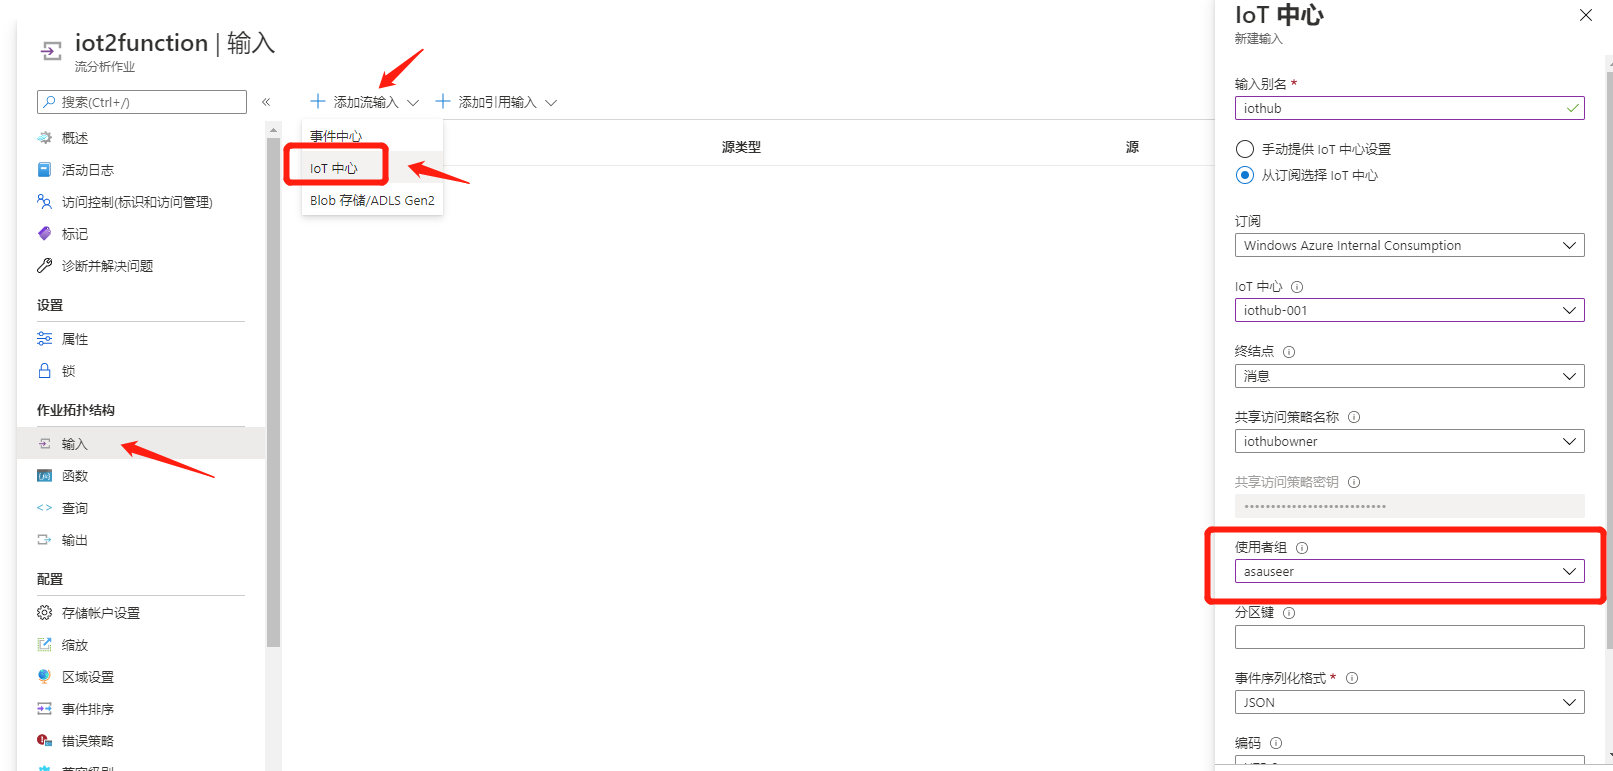 iot2function | 输入
流分析作业
搜索(Ctrl+/)
«
概述
活动日志
访问控制(标识和访问管理)
标记
诊断并解决问题
设置
属性
锁
作业拓扑结构
输入
函数
查询
输出
配置
存储帐户设置
缩放
区域设置
事件排序
错误策略
添加流输入
添加引用输入
事件中心
IoT 中心
Blob 存储/ADLS Gen2
源类型
源
IoT 中心
新建输入
输入别名 *
iothub
手动提供 IoT 中心设置
从订阅选择 IoT 中心
订阅
Windows Azure Internal Consumption
IoT 中心
iothub-001
终结点
消息
共享访问策略名称
iothubowner
共享访问策略密钥
•••••••••••••••••••••••••••
使用者组
asauseer
分区键
事件序列化格式 *
JSON
编码